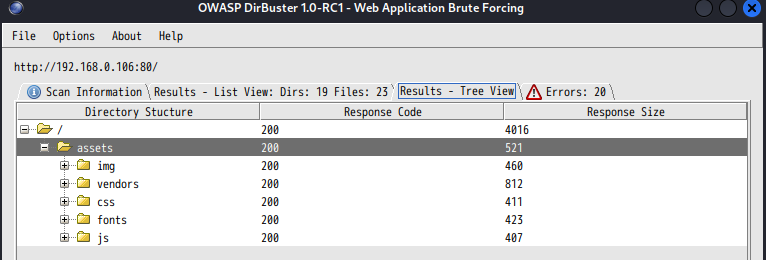 OWASP DirBuster 1.0-RC1 - Web Application Brute Forcing
File Options About Help
http://192.168.0.106:80/
Scan Information Results - List View: Dirs: 19 Files: 23 Results - Tree View Errors: 20
Directory Stucture Response Code Response Size
/ 200 4016
assets 200 521
img 200 460
vendors 200 812
css 200 411
fonts 200 423
js 200 407